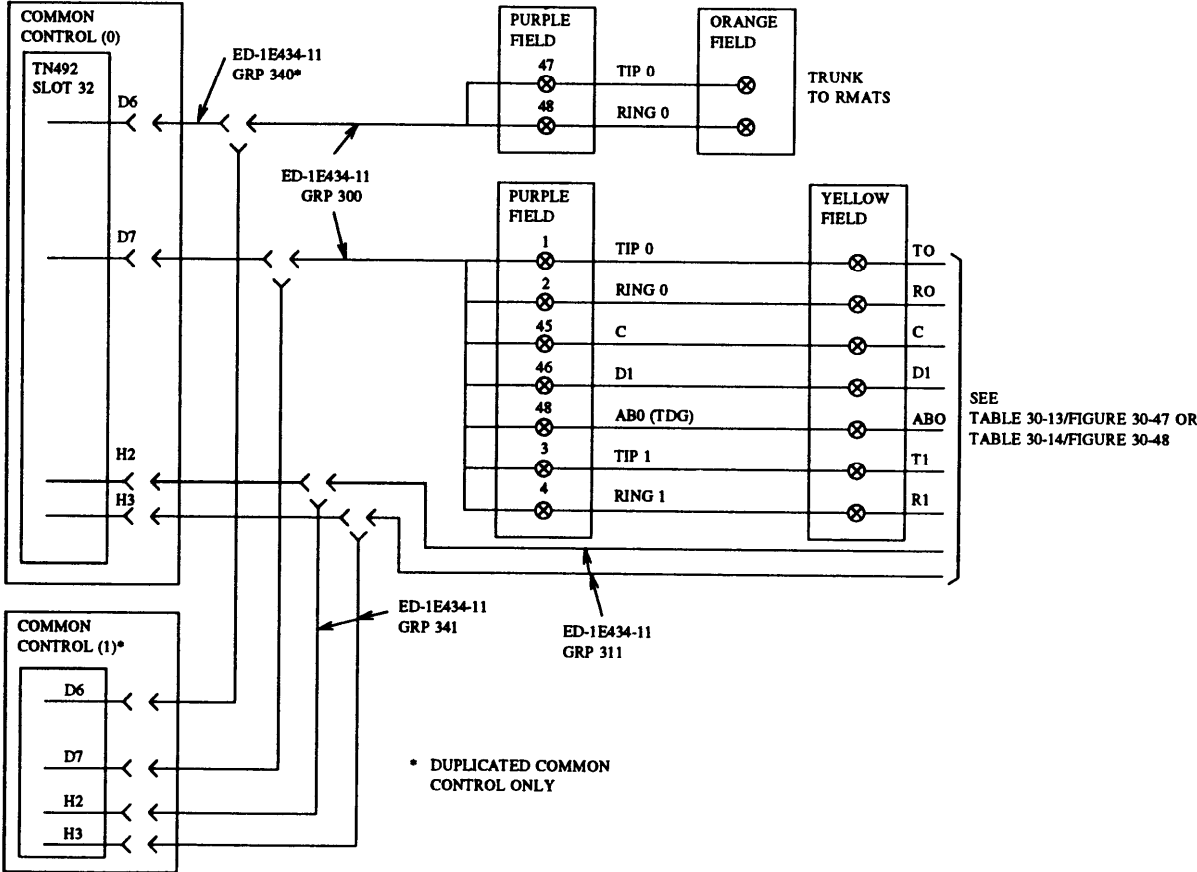 COMMON
CONTROL (0)
TN492
SLOT 32
D6
ED-1E434-11
GRP 340*
PURPLE
FIELD
47
48
TIP 0
RING 0
ORANGE
FIELD
TRUNK
TO RMATS
ED-1E434-11
GRP 300
D7
PURPLE
FIELD
1
2
45
46
48
3
4
TIP 0
RING 0
C
D1
AB0 (TDG)
TIP 1
RING 1
YELLOW
FIELD
TO
RO
C
D1
ABO
T1
R1
SEE
TABLE 30-13/FIGURE 30-47 OR
TABLE 30-14/FIGURE 30-48
H2
H3
ED-1E434-11
GRP 341
ED-1E434-11
GRP 311
COMMON
CONTROL (1)*
D6
D7
H2
H3
* DUPLICATED COMMON
CONTROL ONLY